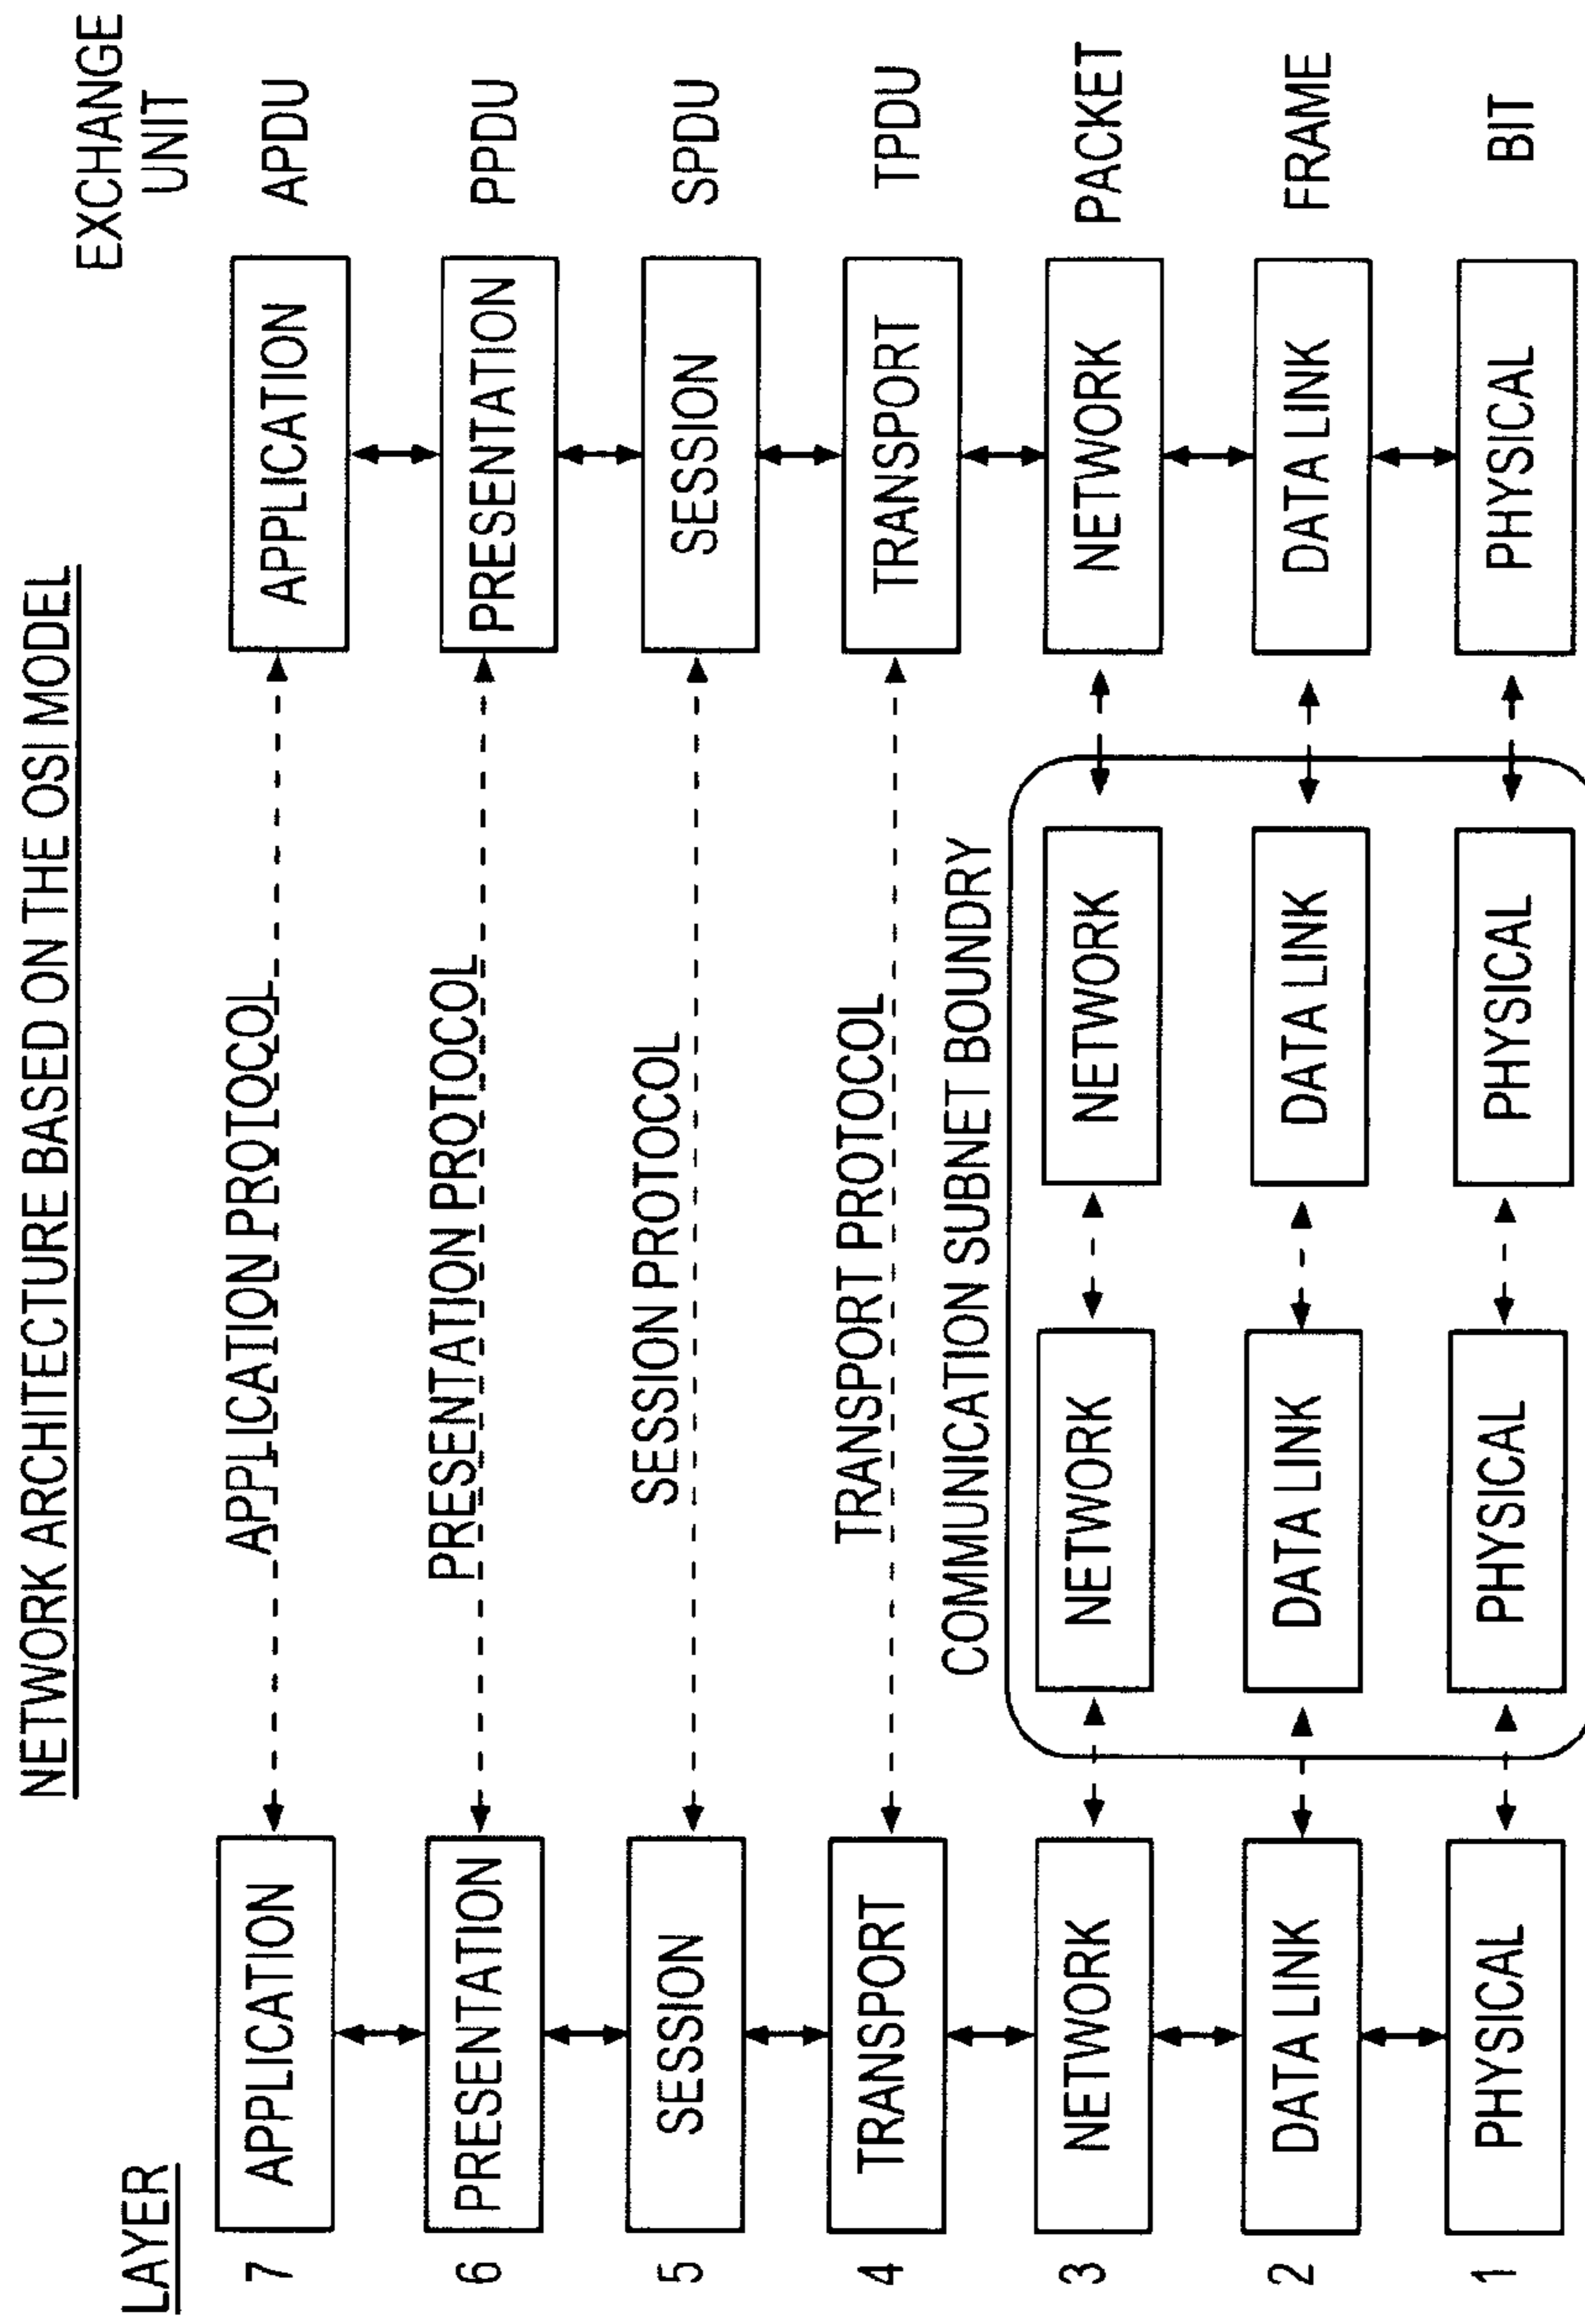 NETWORK ARCHITECTURE BASED ON THE OSI MODEL
LAYER
EXCHANGE
UNIT
7 APPLICATION APPLICATION PROTOCOL APPLICATION APDU
6 PRESENTATION PRESENTATION PROTOCOL PRESENTATION PPDU
5 SESSION SESSION PROTOCOL SESSION SPDU
4 TRANSPORT TRANSPORT PROTOCOL TRANSPORT TPDU
COMMUNICATION SUBNET BOUNDRY
3 NETWORK NETWORK NETWORK NETWORK PACKET
2 DATA LINK DATA LINK DATA LINK DATA LINK FRAME
1 PHYSICAL PHYSICAL PHYSICAL PHYSICAL BIT